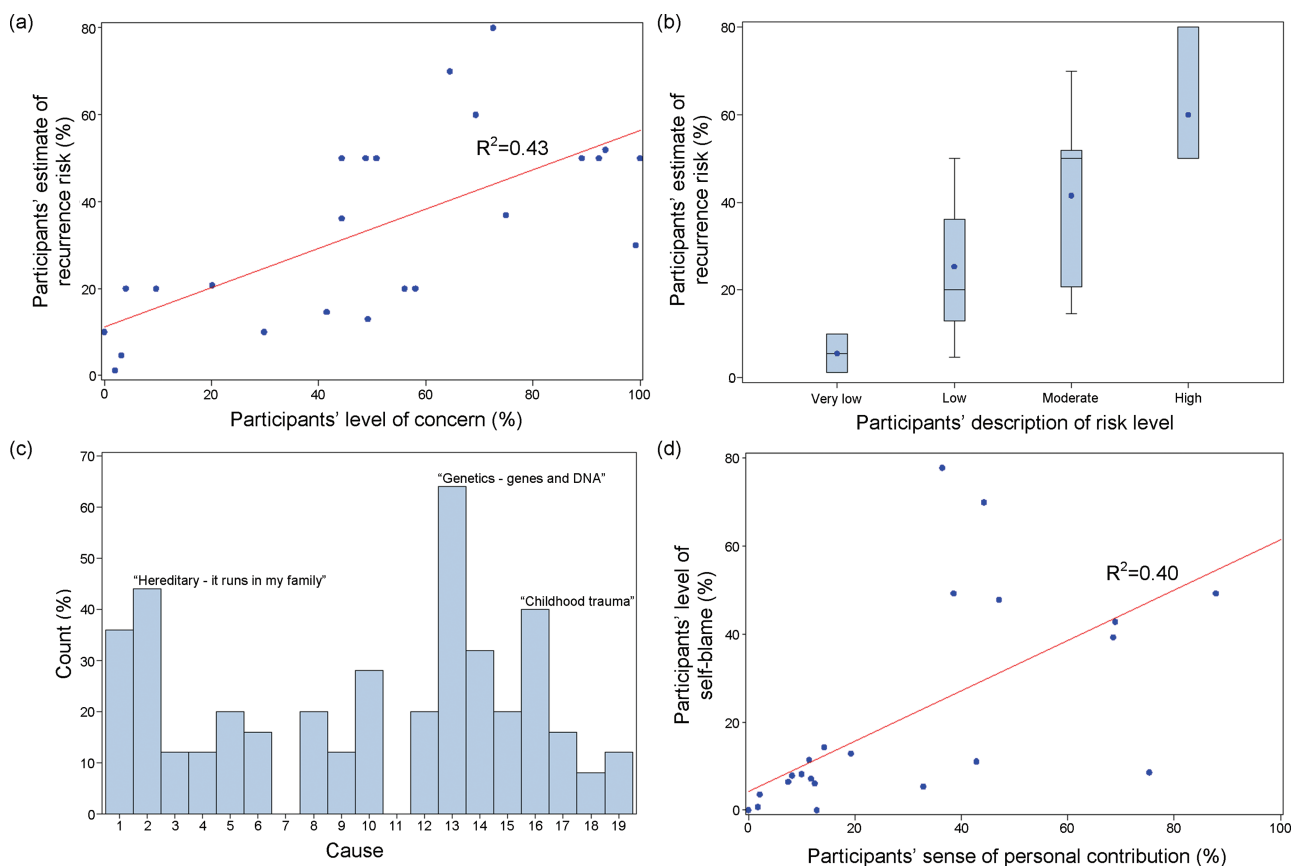 (a)
Participants' estimate of
recurrence risk (%)
80
60
40
20
0
R²=0.43
0 20 40 60 80 100
Participants' level of concern (%)
(b)
Participants' estimate of
recurrence risk (%)
80
60
40
20
0
Very low Low Moderate High
Participants' description of risk level
(c)
Count (%)
70
60
50
40
30
20
10
0
"Genetics - genes and DNA"
"Hereditary - it runs in my family"
"Childhood trauma"
1 2 3 4 5 6 7 8 9 10 11 12 13 14 15 16 17 18 19
Cause
(d)
Participants' level of
self-blame (%)
80
60
40
20
0
R²=0.40
0 20 40 60 80 100
Participants' sense of personal contribution (%)